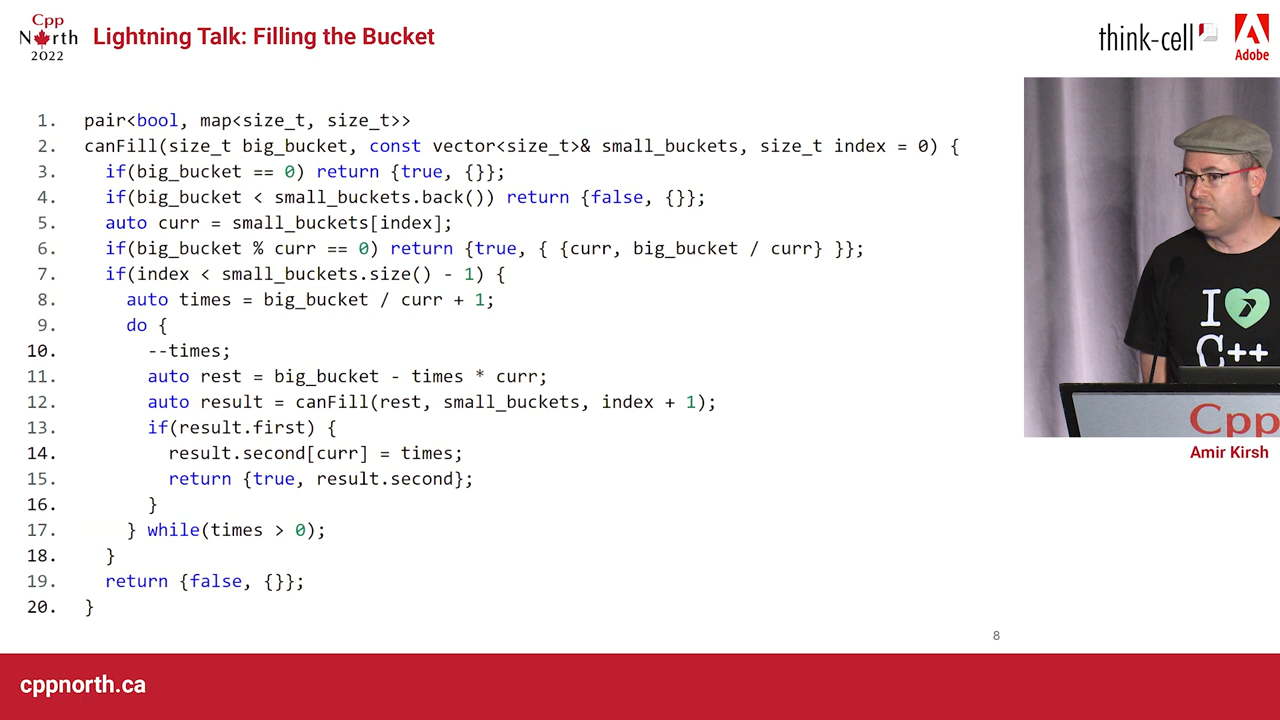 Cpp
North
2022
Lightning Talk: Filling the Bucket
think-cell
Adobe
1. pair<bool, map<size_t, size_t>>
2. canFill(size_t big_bucket, const vector<size_t>& small_buckets, size_t index = 0) {
3. if(big_bucket == 0) return {true, {}};
4. if(big_bucket < small_buckets.back()) return {false, {}};
5. auto curr = small_buckets[index];
6. if(big_bucket % curr == 0) return {true, { {curr, big_bucket / curr} }};
7. if(index < small_buckets.size() - 1) {
8. auto times = big_bucket / curr + 1;
9. do {
10. --times;
11. auto rest = big_bucket - times * curr;
12. auto result = canFill(rest, small_buckets, index + 1);
13. if(result.first) {
14. result.second[curr] = times;
15. return {true, result.second};
16. }
17. } while(times > 0);
18. }
19. return {false, {}};
20. }
I
C++
Cpp
Amir Kirsh
8
cppnorth.ca